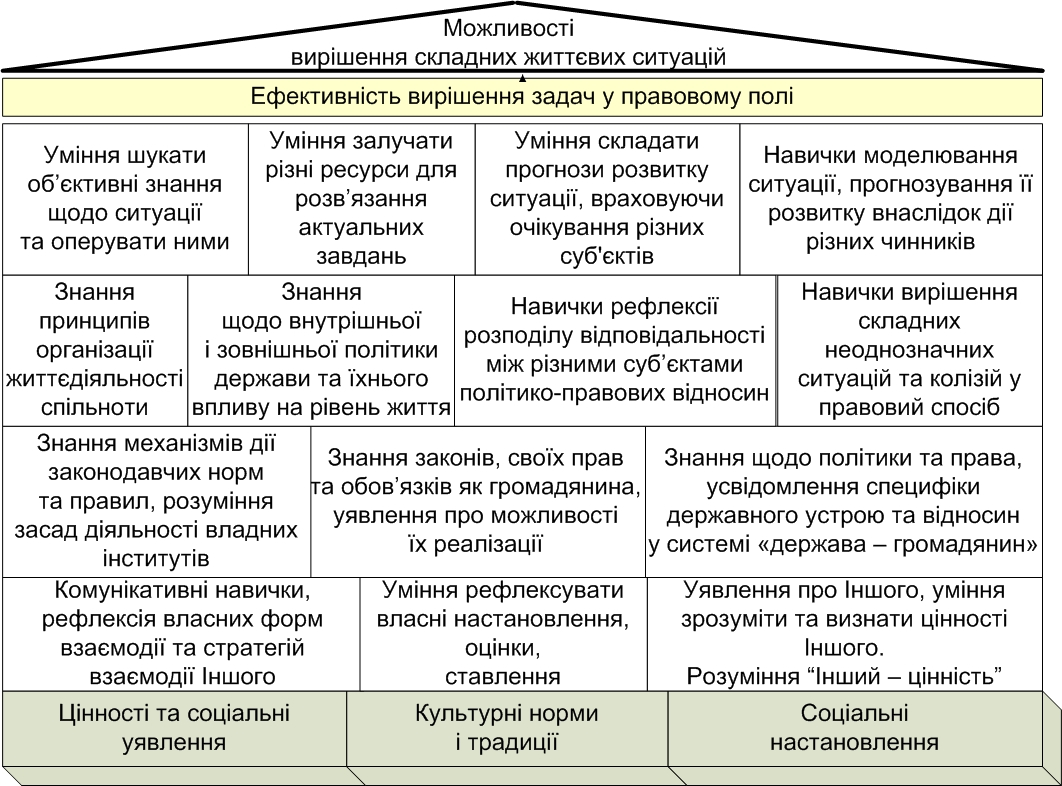 Можливості
вирішення складних життєвих ситуацій
Ефективність вирішення задач у правовому полі
Уміння шукати
об’єктивні знання
щодо ситуації
та оперувати ними
Уміння залучати
різні ресурси для
розв’язання
актуальних
завдань
Уміння складати
прогнози розвитку
ситуації, враховуючи
очікування різних
суб'єктів
Навички моделювання
ситуації, прогнозування її
розвитку внаслідок дії
різних чинників
Знання
принципів
організації
життєдіяльності
спільноти
Знання
щодо внутрішньої
і зовнішньої політики
держави та їхнього
впливу на рівень життя
Навички рефлексії
розподілу відповідальності
між різними суб’єктами
політико-правових відносин
Навички вирішення
складних
неоднозначних
ситуацій та колізій у
правовий спосіб
Знання механізмів дії
законодавчих норм
та правил, розуміння
засад діяльності владних
інститутів
Знання законів, своїх прав
та обов’язків як громадянина,
уявлення про можливості
їх реалізації
Знання щодо політики та права,
усвідомлення специфіки
державного устрою та відносин
у системі «держава – громадянин»
Комунікативні навички,
рефлексія власних форм
взаємодії та стратегій
взаємодії Іншого
Уміння рефлексувати
власні настановлення,
оцінки,
ставлення
Уявлення про Іншого, уміння
зрозуміти та визнати цінності
Іншого.
Розуміння “Інший – цінність”
Цінності та соціальні
уявлення
Культурні норми
і традиції
Соціальні
настановлення